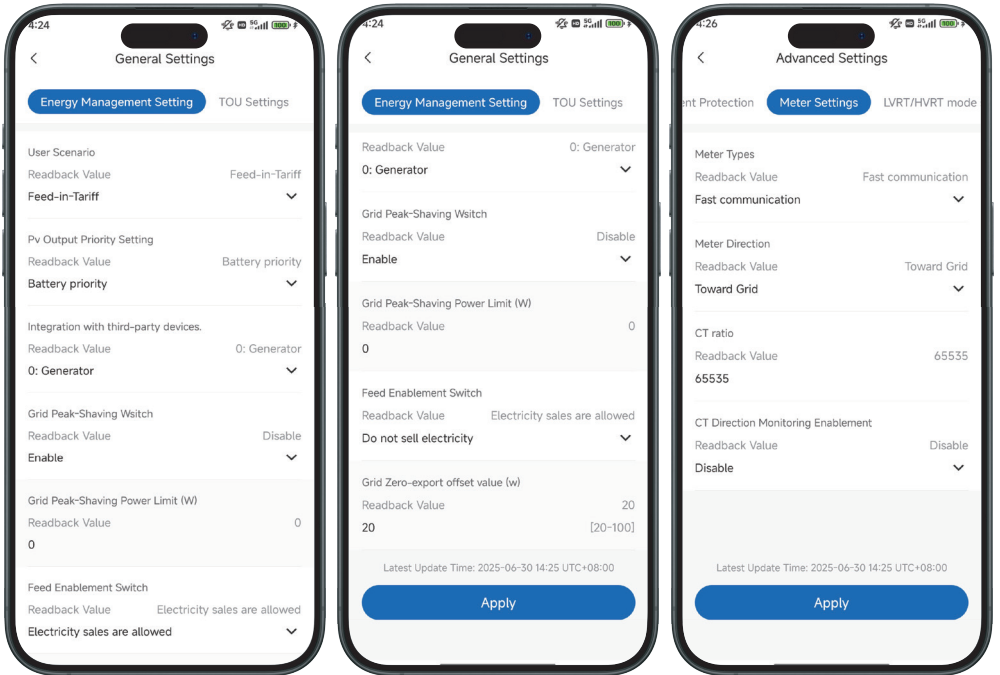 4:24
HD 5G 100
General Settings
Energy Management Setting TOU Settings
User Scenario
Readback Value Feed-in-Tariff
Feed-in-Tariff
Pv Output Priority Setting
Readback Value Battery priority
Battery priority
Integration with third-party devices.
Readback Value 0: Generator
0: Generator
Grid Peak-Shaving Wsitch
Readback Value Disable
Enable
Grid Peak-Shaving Power Limit (W)
Readback Value 0
0
Feed Enablement Switch
Readback Value Electricity sales are allowed
Electricity sales are allowed
4:24
HD 5G 100
General Settings
Energy Management Setting TOU Settings
Readback Value 0: Generator
0: Generator
Grid Peak-Shaving Wsitch
Readback Value Disable
Enable
Grid Peak-Shaving Power Limit (W)
Readback Value 0
0
Feed Enablement Switch
Readback Value Electricity sales are allowed
Do not sell electricity
Grid Zero-export offset value (w)
Readback Value 20
20 [20-100]
Latest Update Time: 2025-06-30 14:25 UTC+08:00
Apply
4:26
HD 5G 100
Advanced Settings
ent Protection Meter Settings LVRT/HVRT mode
Meter Types
Readback Value Fast communication
Fast communication
Meter Direction
Readback Value Toward Grid
Toward Grid
CT ratio
Readback Value 65535
65535
CT Direction Monitoring Enablement
Readback Value Disable
Disable
Latest Update Time: 2025-06-30 14:25 UTC+08:00
Apply